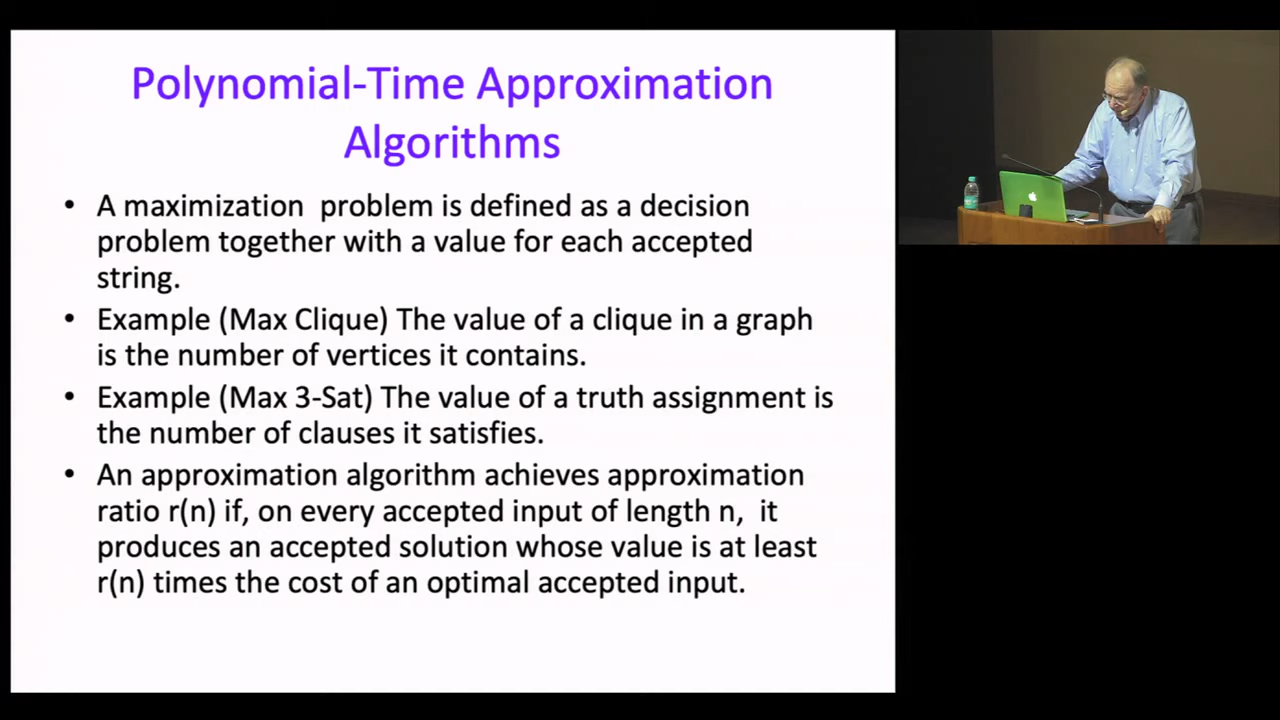 Polynomial-Time Approximation
Algorithms
• A maximization problem is defined as a decision
problem together with a value for each accepted
string.
• Example (Max Clique) The value of a clique in a graph
is the number of vertices it contains.
• Example (Max 3-Sat) The value of a truth assignment is
the number of clauses it satisfies.
• An approximation algorithm achieves approximation
ratio r(n) if, on every accepted input of length n, it
produces an accepted solution whose value is at least
r(n) times the cost of an optimal accepted input.